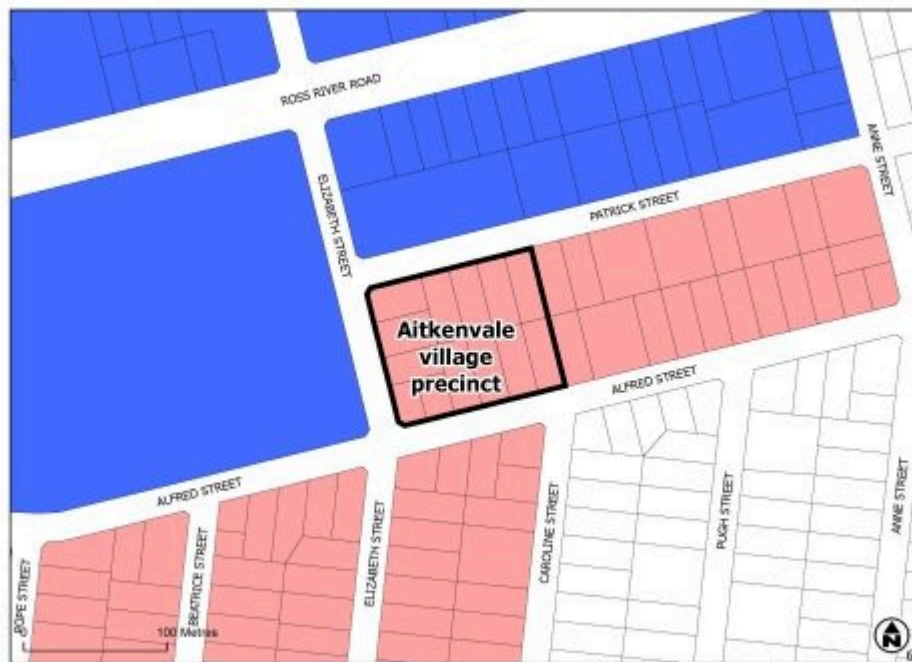 ROSS RIVER ROAD
ANNE STREET
ELIZABETH STREET
PATRICK STREET
Aitkenvale
village
precinct
ALFRED STREET
ALFRED STREET
POPE STREET
BEATRICE STREET
ELIZABETH STREET
CAROLINE STREET
PUGH STREET
ANNE STREET
100 Metres
N